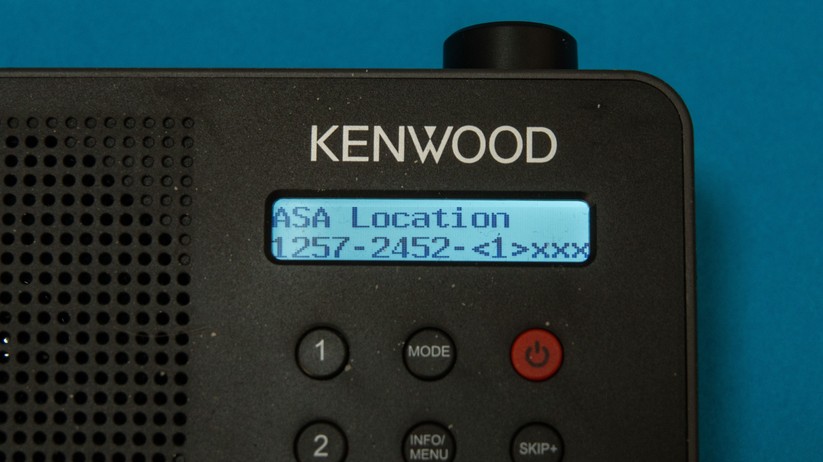 KENWOOD
ASA Location
1257-2452-<1>xxx
1
MODE
2
INFO/
MENU
SKIP+